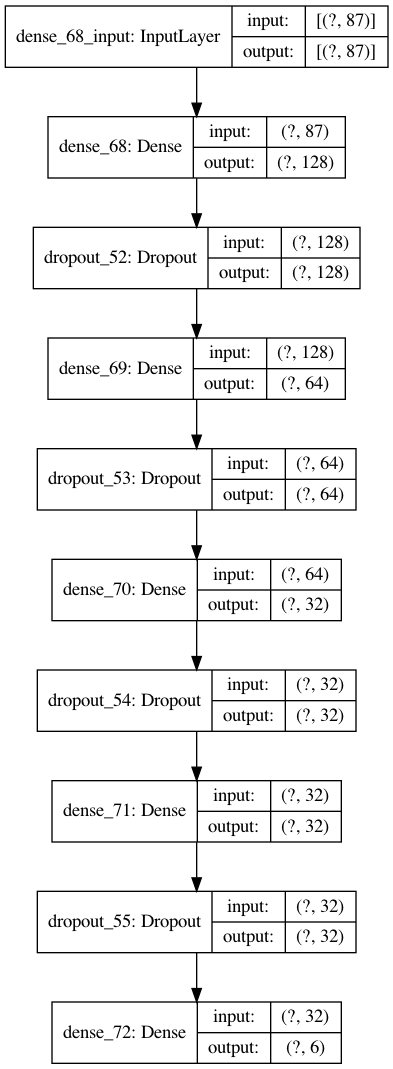 dense_68_input: InputLayer input: [(?, 87)]
output: [(?, 87)]
dense_68: Dense input: (?, 87)
output: (?, 128)
dropout_52: Dropout input: (?, 128)
output: (?, 128)
dense_69: Dense input: (?, 128)
output: (?, 64)
dropout_53: Dropout input: (?, 64)
output: (?, 64)
dense_70: Dense input: (?, 64)
output: (?, 32)
dropout_54: Dropout input: (?, 32)
output: (?, 32)
dense_71: Dense input: (?, 32)
output: (?, 32)
dropout_55: Dropout input: (?, 32)
output: (?, 32)
dense_72: Dense input: (?, 32)
output: (?, 6)